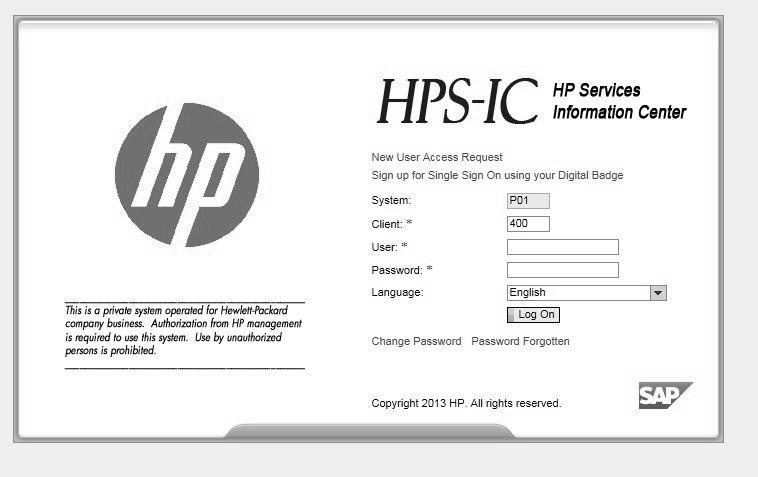 hp
This is a private system operated for Hewlett-Packard
company business. Authorization from HP management
is required to use this system. Use by unauthorized
persons is prohibited.
HPS-IC
HP Services
Information Center
New User Access Request
Sign up for Single Sign On using your Digital Badge
System: P01
Client: * 400
User: *
Password: *
Language: English
Log On
Change Password Password Forgotten
Copyright 2013 HP. All rights reserved.
SAP